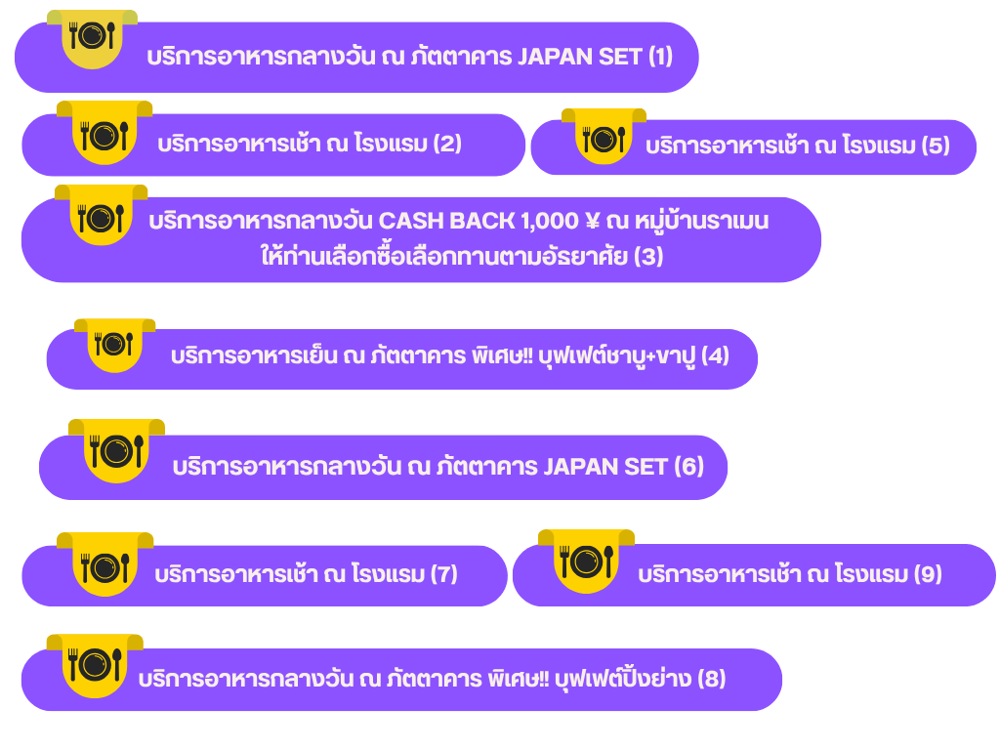 บริการอาหารกลางวัน ณ ภัตตาคาร JAPAN SET (1)
บริการอาหารเช้า ณ โรงแรม (2)
บริการอาหารเช้า ณ โรงแรม (5)
บริการอาหารกลางวัน CASH BACK 1,000 ¥ ณ หมู่บ้านราเมน
ให้ท่านเลือกซื้อเลือกทานตามอัธยาศัย (3)
บริการอาหารเย็น ณ ภัตตาคาร พิเศษ!! บุฟเฟต์ชาบู+ขาปู (4)
บริการอาหารกลางวัน ณ ภัตตาคาร JAPAN SET (6)
บริการอาหารเช้า ณ โรงแรม (7)
บริการอาหารเช้า ณ โรงแรม (9)
บริการอาหารกลางวัน ณ ภัตตาคาร พิเศษ!! บุฟเฟต์ปิ้งย่าง (8)